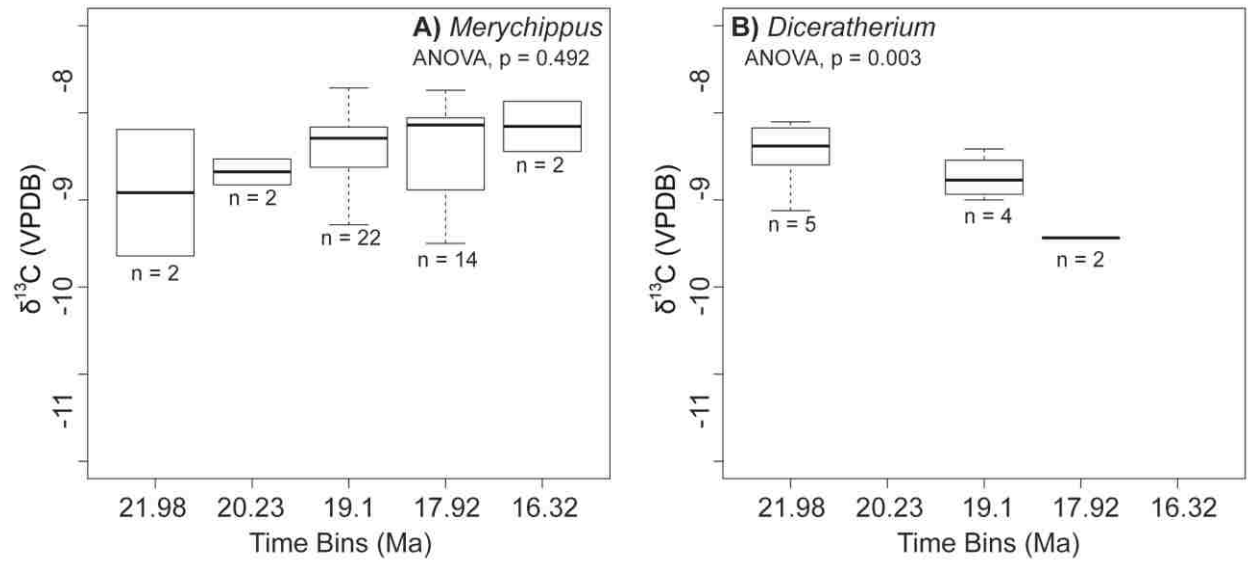 A) Merychippus
ANOVA, p = 0.492
-8
-9
-10
-11
δ13C (VPDB)
n = 2
n = 2
n = 22
n = 14
n = 2
21.98 20.23 19.1 17.92 16.32
Time Bins (Ma)
B) Diceratherium
ANOVA, p = 0.003
-8
-9
-10
-11
δ13C (VPDB)
n = 5
n = 4
n = 2
21.98 20.23 19.1 17.92 16.32
Time Bins (Ma)